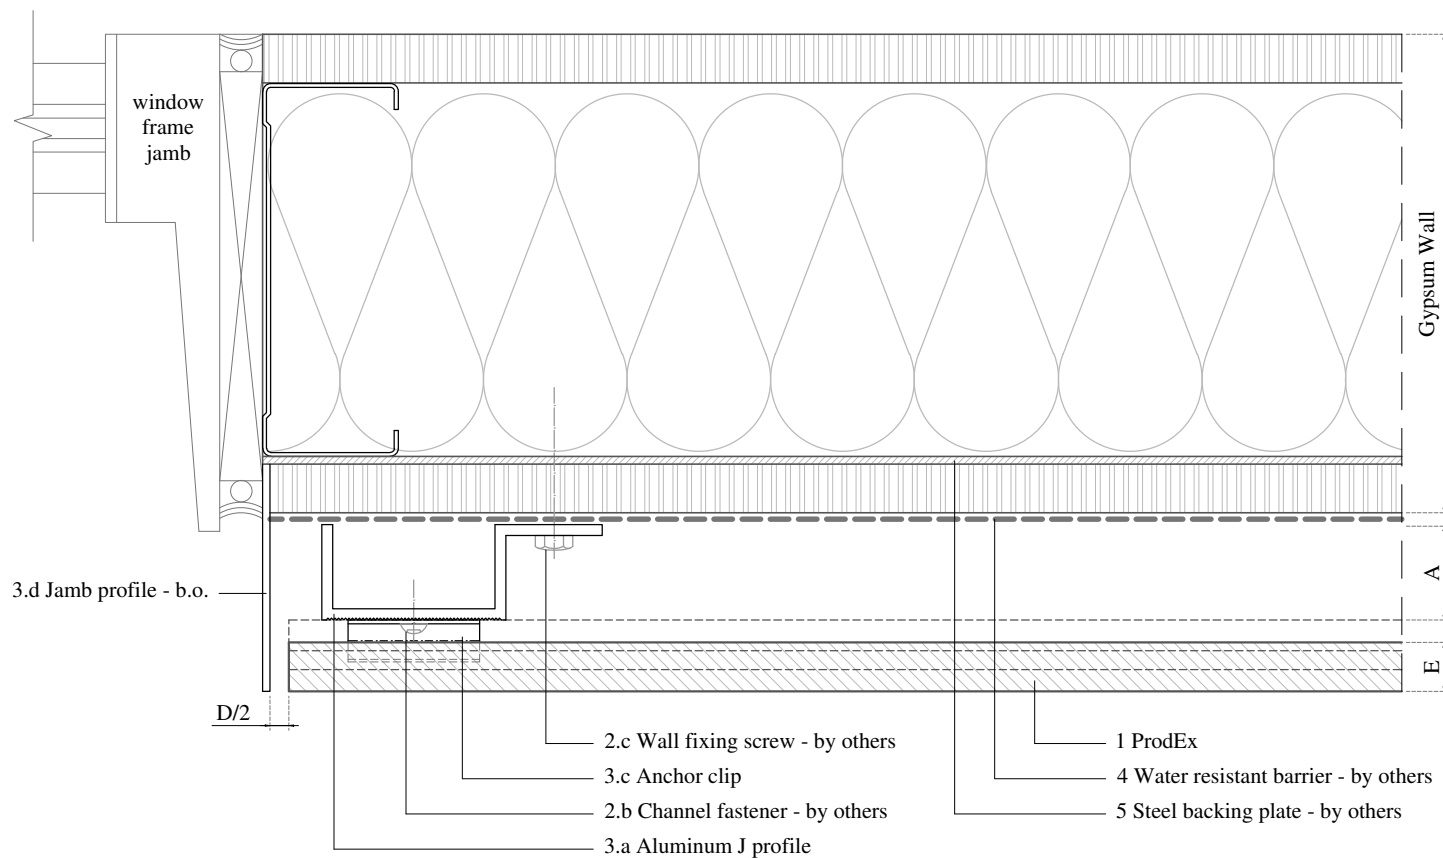 window
frame
jamb
Gypsum Wall
3.d Jamb profile - b.o.
A
E
D/2
2.c Wall fixing screw - by others
3.c Anchor clip
2.b Channel fastener - by others
3.a Aluminum J profile
1 ProdEx
4 Water resistant barrier - by others
5 Steel backing plate - by others